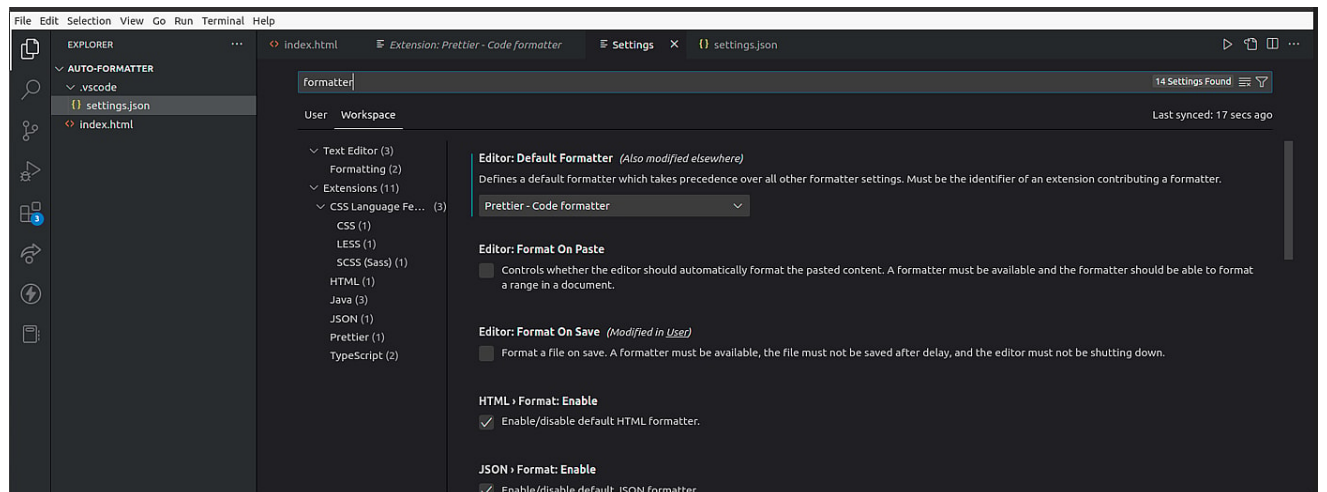 File Edit Selection View Go Run Terminal Help
EXPLORER
index.html
Extension: Prettier - Code formatter
Settings
{} settings.json
AUTO-FORMATTER
.vscode
{} settings.json
index.html
3
formatter
14 Settings Found
User Workspace
Last synced: 17 secs ago
Text Editor (3)
Formatting (2)
Extensions (11)
CSS Language Fe... (3)
CSS (1)
LESS (1)
SCSS (Sass) (1)
HTML (1)
Java (3)
JSON (1)
Prettier (1)
TypeScript (2)
Editor: Default Formatter (Also modified elsewhere)
Defines a default formatter which takes precedence over all other formatter settings. Must be the identifier of an extension contributing a formatter.
Prettier - Code formatter
Editor: Format On Paste
Controls whether the editor should automatically format the pasted content. A formatter must be available and the formatter should be able to format
a range in a document.
Editor: Format On Save (Modified in User)
Format a file on save. A formatter must be available, the file must not be saved after delay, and the editor must not be shutting down.
HTML › Format: Enable
Enable/disable default HTML formatter.
JSON › Format: Enable
Enable/disable default JSON formatter